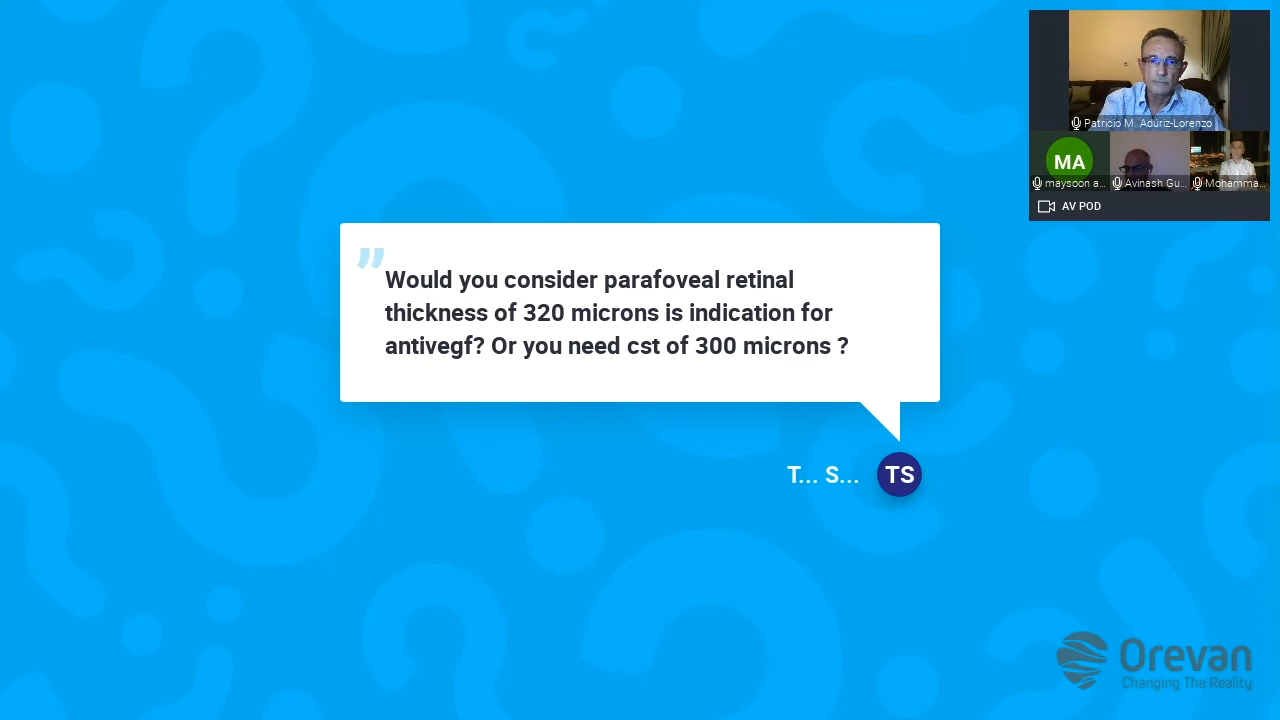 Patricio M. Adúriz-Lorenzo
MA
maysoon a...
Avinash Gu...
Mohamma...
AV POD
”
Would you consider parafoveal retinal
thickness of 320 microns is indication for
antivegf? Or you need cst of 300 microns ?
T... S...
TS
Orevan
Changing The Reality